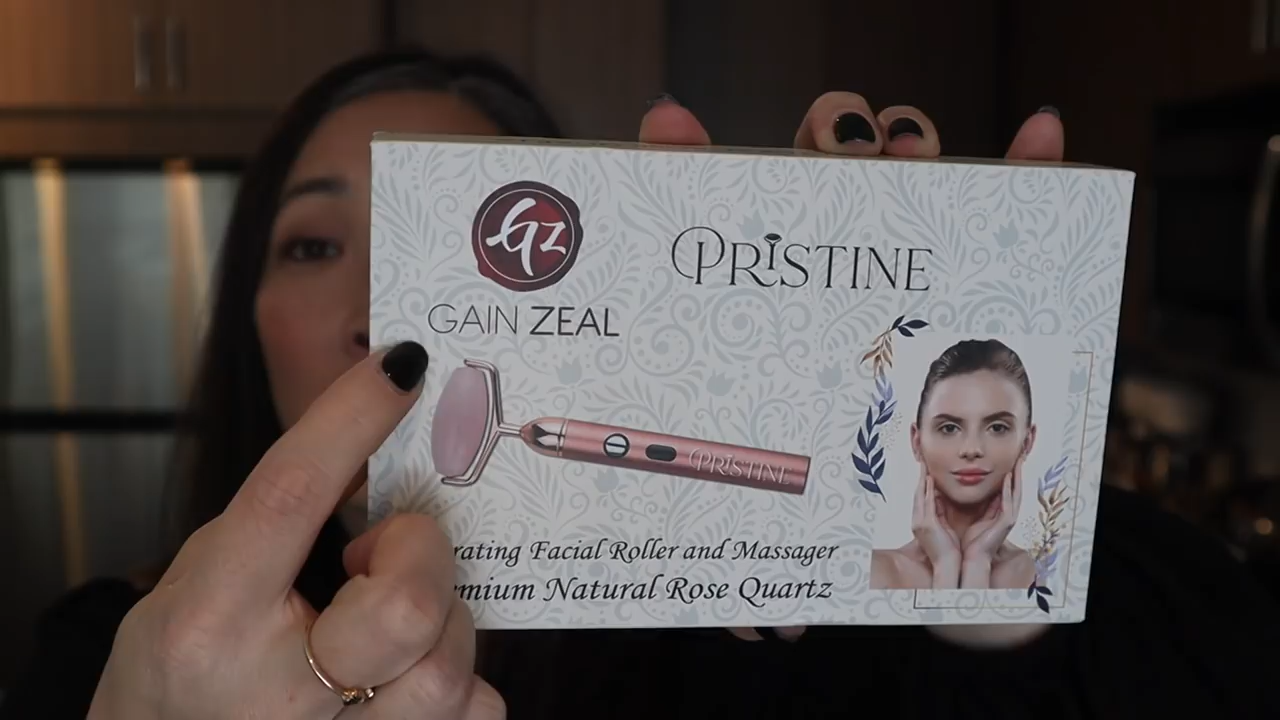 GZ
PRISTINE
GAIN ZEAL
PRISTINE
rating Facial Roller and Massager
mium Natural Rose Quartz